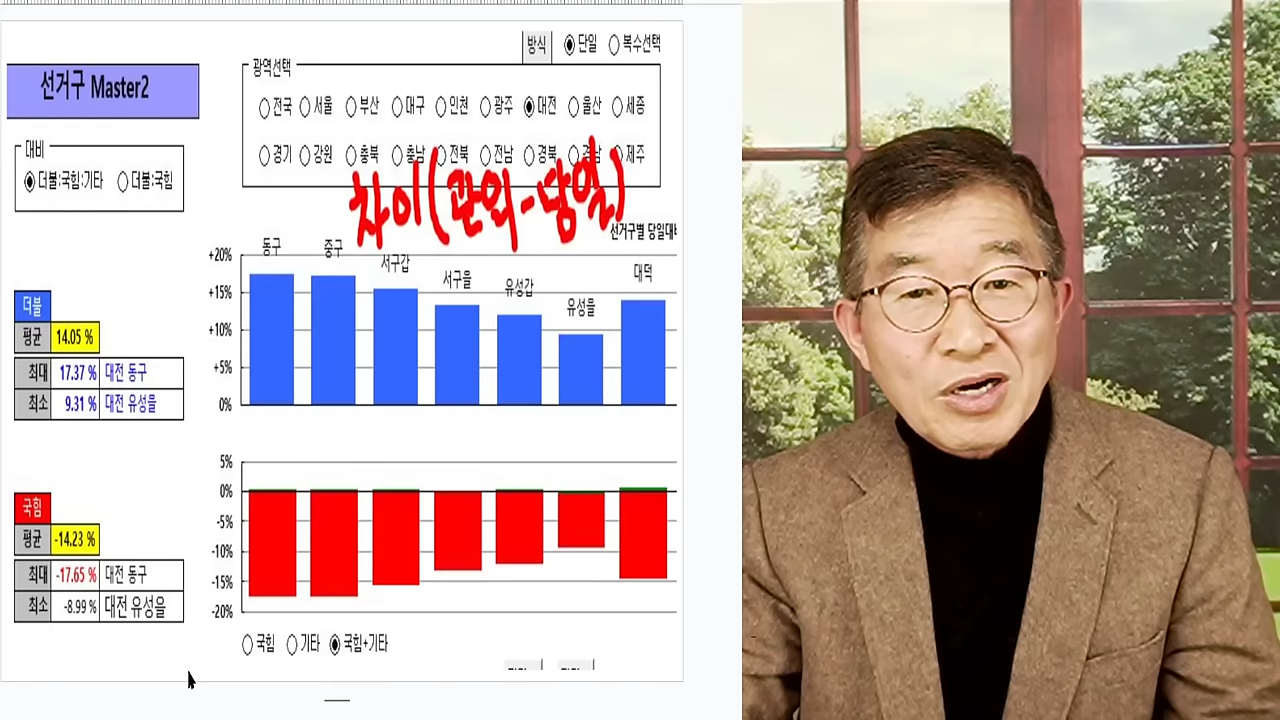 방식 단일 복수선택
선거구 Master2
광역선택
전국 서울 부산 대구 인천 광주 대전 울산 세종
경기 강원 충북 충남 전북 전남 경북 경남 제주
대비
더불:국힘:기타 더불:국힘
차이(관외-당일)
선거구별 당일대비
동구 중구 서구갑 서구을 유성갑 유성을 대덕
+20%
+15%
+10%
+5%
0%
더불
평균 14.05 %
최대 17.37 % 대전 동구
최소 9.31 % 대전 유성을
5%
0%
-5%
-10%
-15%
-20%
국힘
평균 -14.23 %
최대 -17.65 % 대전 동구
최소 -8.99 % 대전 유성을
국힘 기타 국힘+기타